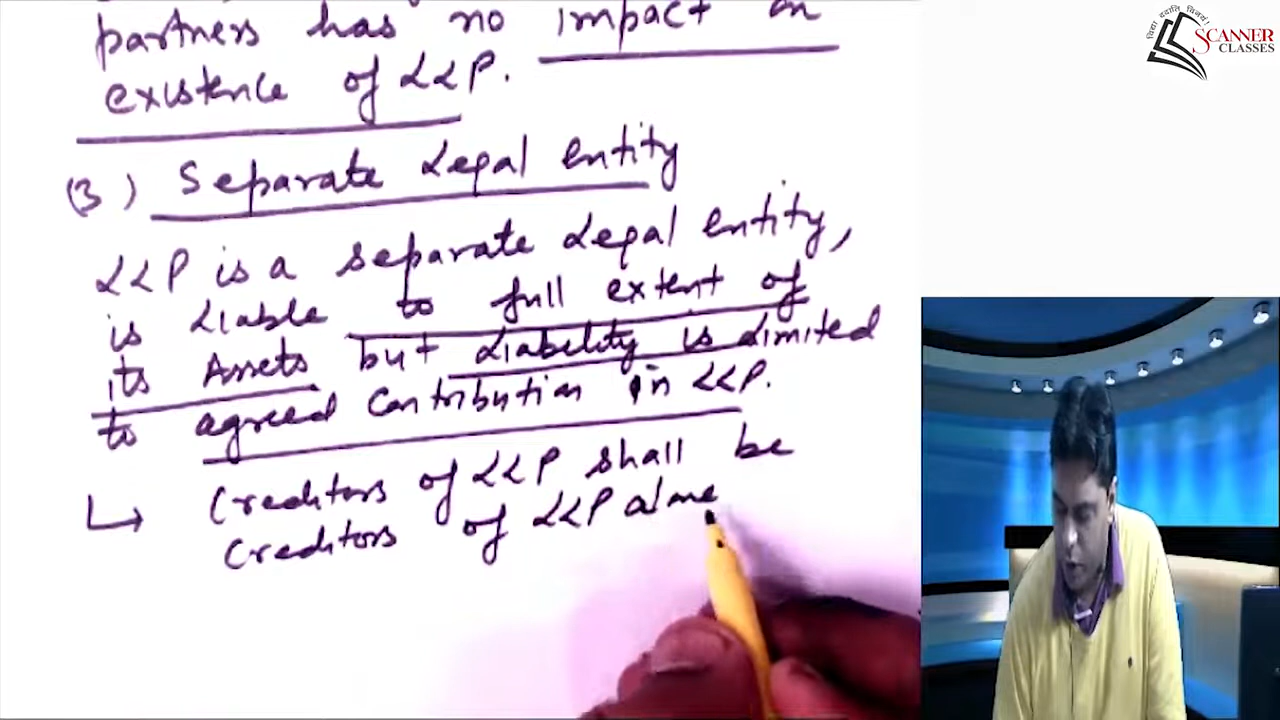 partners has no impact on
existence of LLP.
(3) Separate Legal entity
LLP is a separate Legal entity,
is Liable to full extent of
its Assets but Liability is Limited
to agreed Contribution in LLP.
↳ Creditors of LLP shall be
Creditors of LLP alone
विद्या ददाति विनयं।
SCANNER
CLASSES